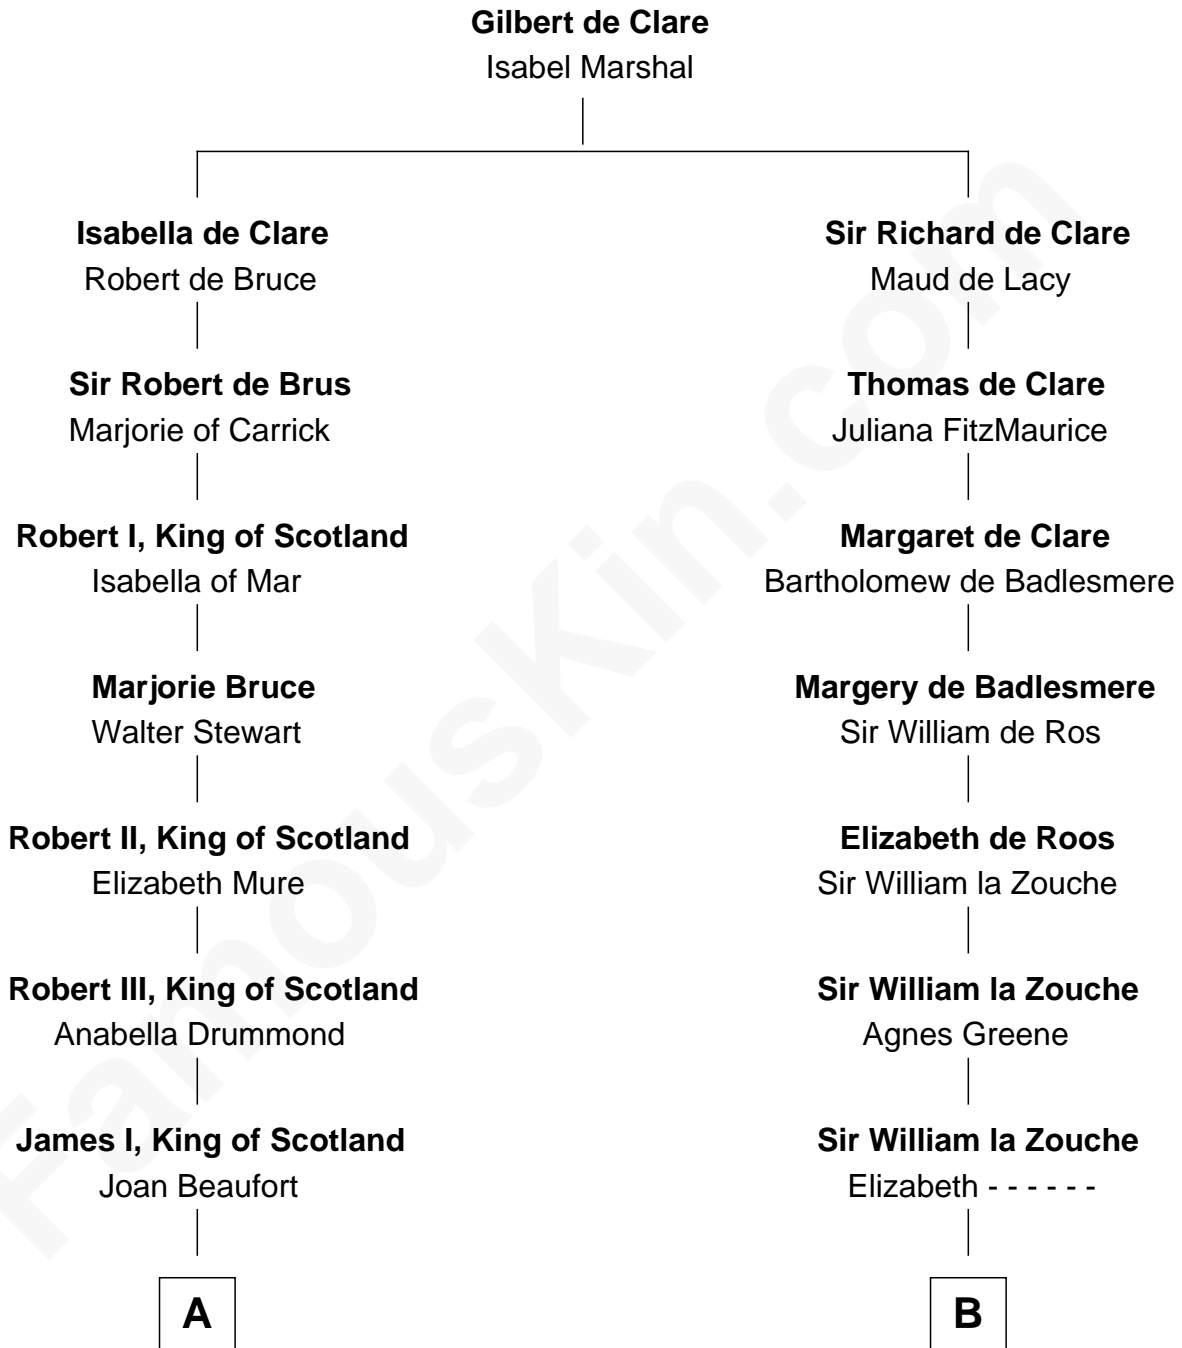 Gilbert de Clare
Isabel Marshal
Isabella de Clare
Robert de Bruce
Sir Richard de Clare
Maud de Lacy
Sir Robert de Brus
Marjorie of Carrick
Thomas de Clare
Juliana FitzMaurice
Robert I, King of Scotland
Isabella of Mar
Margaret de Clare
Bartholomew de Badlesmere
Marjorie Bruce
Walter Stewart
Margery de Badlesmere
Sir William de Ros
Robert II, King of Scotland
Elizabeth Mure
Elizabeth de Roos
Sir William la Zouche
Robert III, King of Scotland
Anabella Drummond
Sir William la Zouche
Agnes Greene
James I, King of Scotland
Joan Beaufort
Sir William la Zouche
Elizabeth - - - - - -
A
B
FamousKin.com